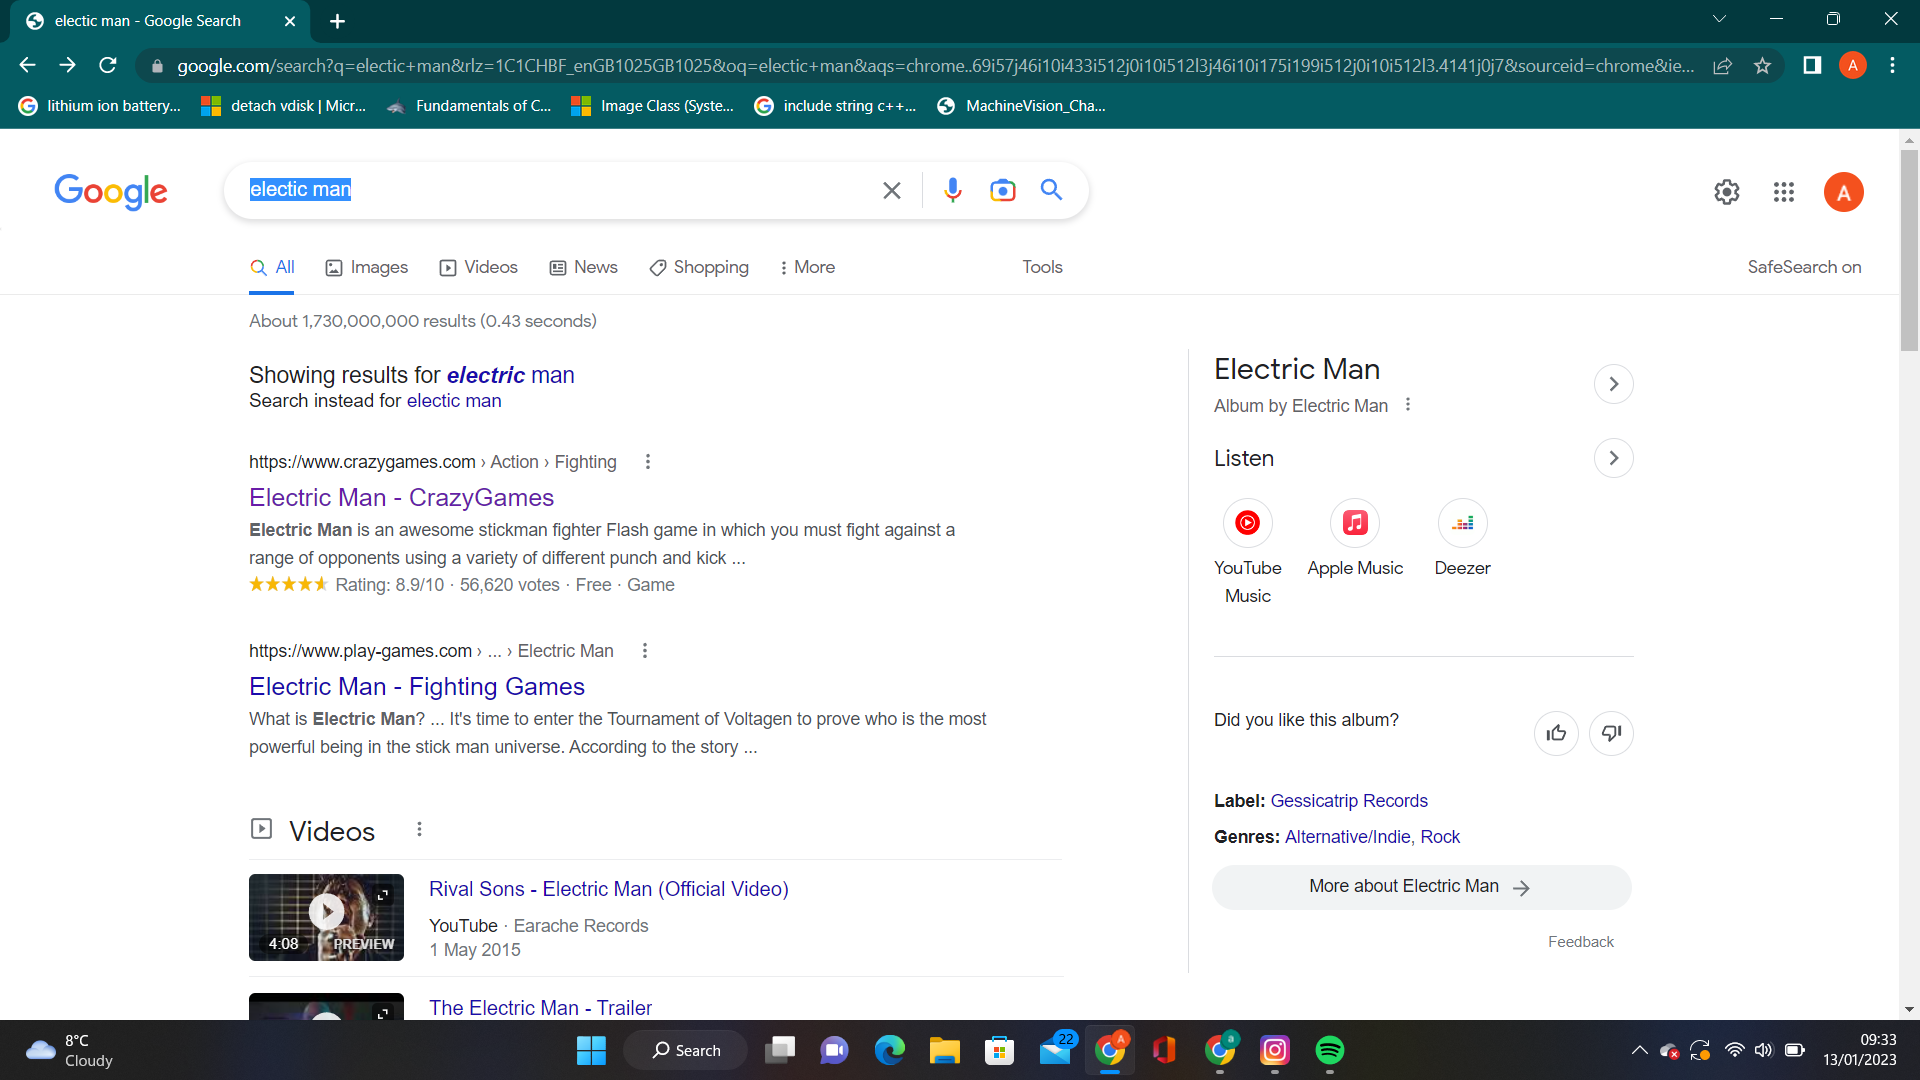 electic man - Google Search
google.com/search?q=electic+man&rlz=1C1CHBF_enGB1025GB1025&oq=electic+man&aqs=chrome..69i57j46i10i433i512j0i10i512l3j46i10i175i199i512j0i10i512l3.4141j0j7&sourceid=chrome&ie...
A
lithium ion battery...
detach vdisk | Micr...
Fundamentals of C...
Image Class (Syste...
include string c++...
MachineVision_Cha...
Google
electic man
A
All
Images
Videos
News
Shopping
More
Tools
SafeSearch on
About 1,730,000,000 results (0.43 seconds)
Showing results for electric man
Search instead for electic man
https://www.crazygames.com › Action › Fighting
Electric Man - CrazyGames
Electric Man is an awesome stickman fighter Flash game in which you must fight against a
range of opponents using a variety of different punch and kick ...
Rating: 8.9/10 · 56,620 votes · Free · Game
https://www.play-games.com › ... › Electric Man
Electric Man - Fighting Games
What is Electric Man? ... It's time to enter the Tournament of Voltagen to prove who is the most
powerful being in the stick man universe. According to the story ...
Videos
Rival Sons - Electric Man (Official Video)
YouTube · Earache Records
1 May 2015
4:08
PREVIEW
The Electric Man - Trailer
Electric Man
Album by Electric Man
Listen
YouTube
Music
Apple Music
Deezer
Did you like this album?
Label: Gessicatrip Records
Genres: Alternative/Indie, Rock
More about Electric Man
Feedback
8°C
Cloudy
Search
22
A
a
09:33
13/01/2023